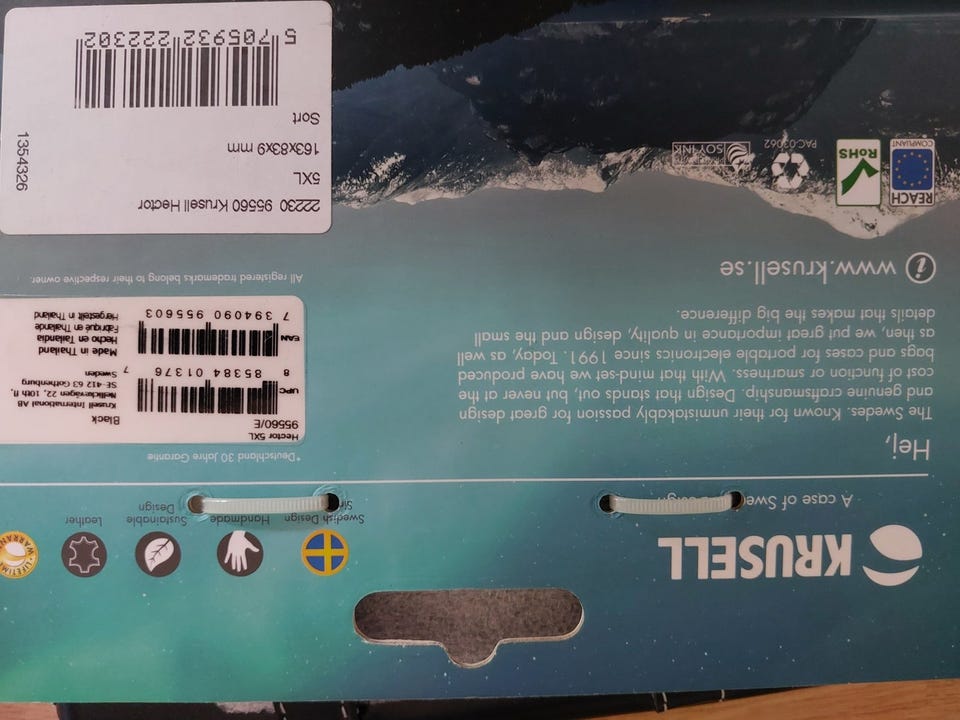 KRUSELL
A case of Swe
Swedish Design
Handmade
Sustainable
Design
Leather
LIFETIME
WARRAN
Hej,
The Swedes. Known for their unmistakably passion for great design
and genuine craftsmanship. Design that stands out, but never at the
cost of function or smartness. With that mind-set we have produced
bags and cases for portable electronics since 1991. Today, as well
as then, we put great importance in quality, design and the small
details that makes the big difference.
www.krusell.se
REACH
COMPLIANT
RoHS
PAC03062
SOY INK
*Deutschland 30 Jahre Garantie
Hector 5XL
95560/E
Black
UPC
8 85384 01376 7
EAN
7 394090 955603
Krusell International AB
Nellickevägen 22, 10th fl.
SE-412 63 Gothenburg
Sweden
Made in Thailand
Hecho en Tailandia
Fabriqué en Thaïlande
Hergestellt in Thailand
All registered trademarks belong to their respective owner.
22230 95560 Krusell Hector
5XL
163x83x9 mm
Sort
5 705932 222302
1354326